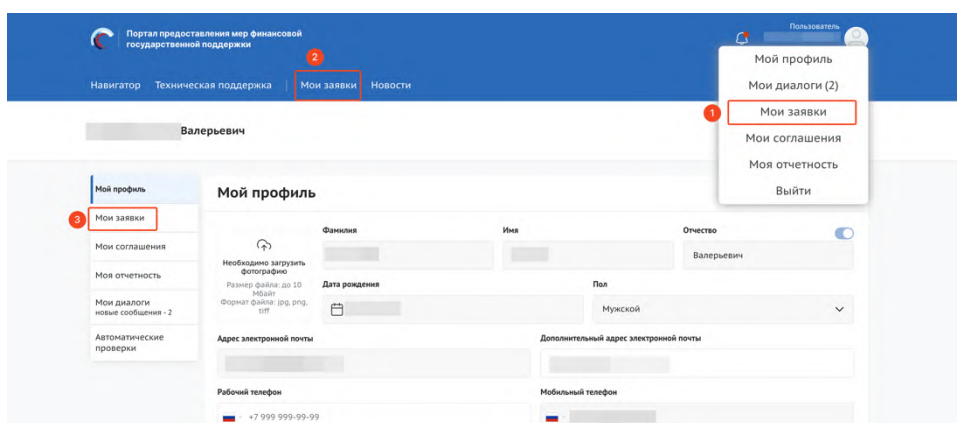 Портал предоставления мер финансовой
государственной поддержки
Пользователь
2
Навигатор Техническая поддержка Мои заявки Новости
Мой профиль
Мои диалоги (2)
1 Мои заявки
Мои соглашения
Моя отчетность
Выйти
Валерьевич
Мой профиль
3 Мои заявки
Мои соглашения
Моя отчетность
Мои диалоги
новые сообщения - 2
Автоматические
проверки
Мой профиль
Необходимо загрузить
фотографию
Размер файла: до 10
Мбайт
Формат файла: jpg, png,
tiff
Фамилия Имя Отчество
Валерьевич
Дата рождения Пол
Мужской
Адрес электронной почты Дополнительный адрес электронной почты
Рабочий телефон Мобильный телефон
+7 999 999-99-99